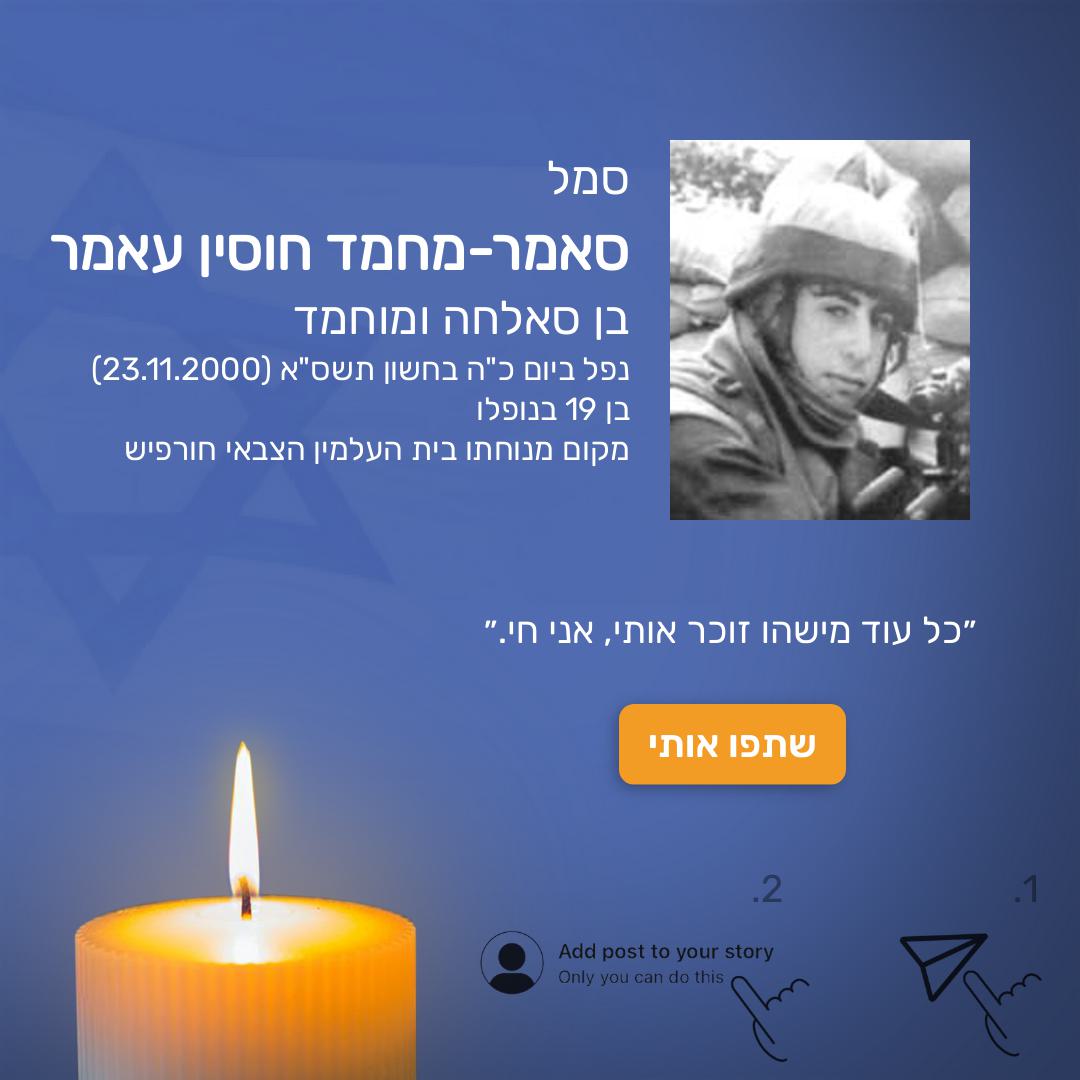 סמל
סאמר-מחמד חוסין עאמר
בן סאלחה ומוחמד
נפל ביום כ"ה בחשון תשס"א (23.11.2000)
בן 19 בנופלו
מקום מנוחתו בית העלמין הצבאי חורפיש
״כל עוד מישהו זוכר אותי, אני חי.״
שתפו אותי
1.
2.
Add post to your story
Only you can do this